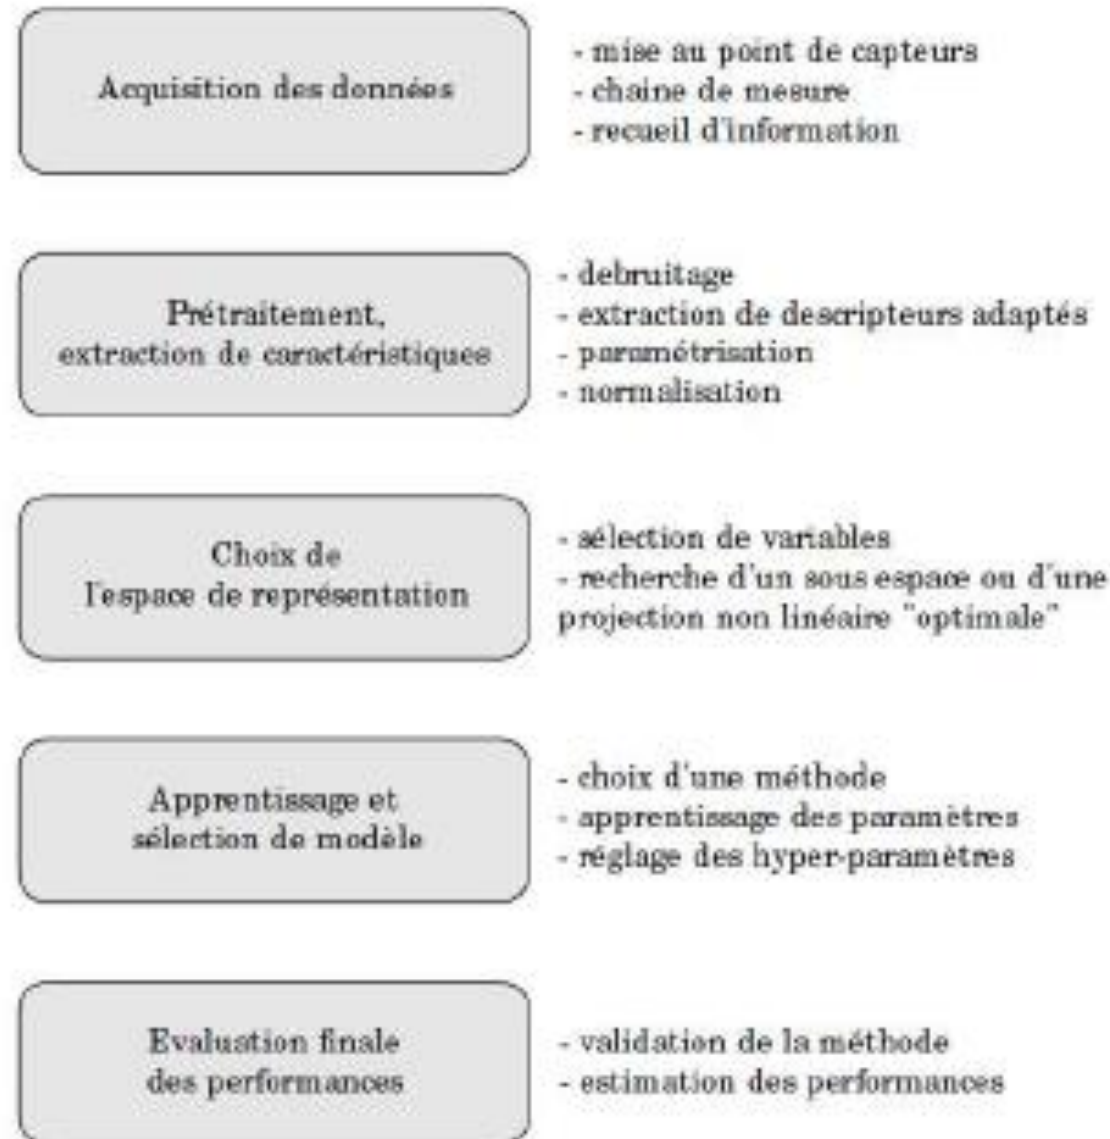 Acquisition des données
- mise au point de capteurs
- chaine de mesure
- recueil d'information
Prétraitement,
extraction de caractéristiques
- debruitage
- extraction de descripteurs adaptés
- paramétrisation
- normalisation
Choix de
l'espace de représentation
- sélection de variables
- recherche d'un sous espace ou d'une
projection non linéaire "optimale"
Apprentissage et
sélection de modèle
- choix d'une méthode
- apprentissage des paramètres
- réglage des hyper-paramètres
Evaluation finale
des performances
- validation de la méthode
- estimation des performances